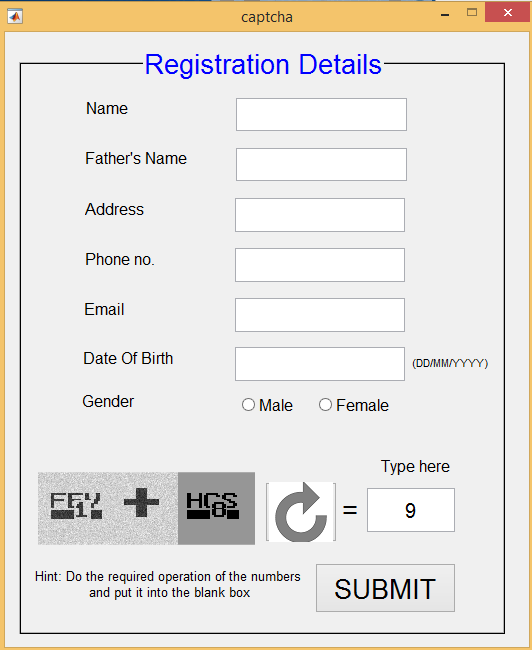 captcha
Registration Details
Name
Father's Name
Address
Phone no.
Email
Date Of Birth
(DD/MM/YYYY)
Gender
Male Female
Type here
1 + HGS 8 = 9
Hint: Do the required operation of the numbers
and put it into the blank box
SUBMIT